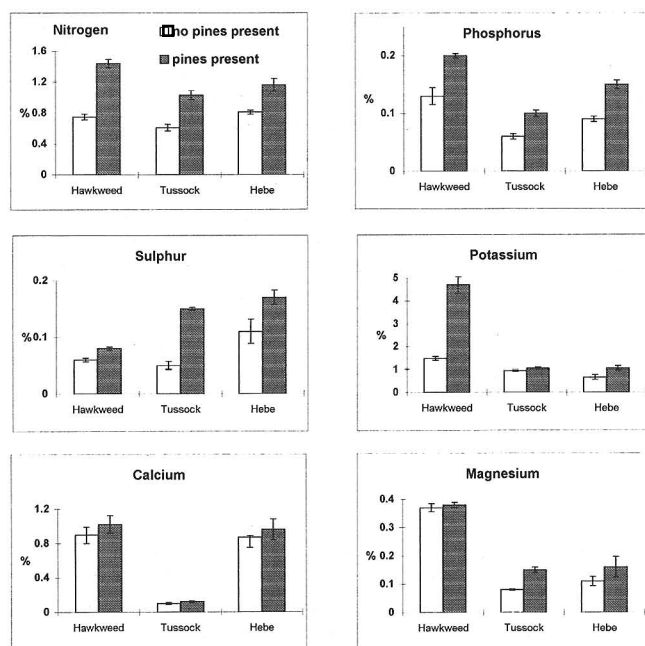 Nitrogen
no pines present
pines present
1.6
1.2
%
0.8
0.4
0
Hawkweed Tussock Hebe
Phosphorus
0.2
%
0.1
0
Hawkweed Tussock Hebe
Sulphur
0.2
%
0.1
0
Hawkweed Tussock Hebe
Potassium
5
4
%
3
2
1
0
Hawkweed Tussock Hebe
Calcium
1.2
0.8
%
0.4
0
Hawkweed Tussock Hebe
Magnesium
0.4
0.3
%
0.2
0.1
0
Hawkweed Tussock Hebe